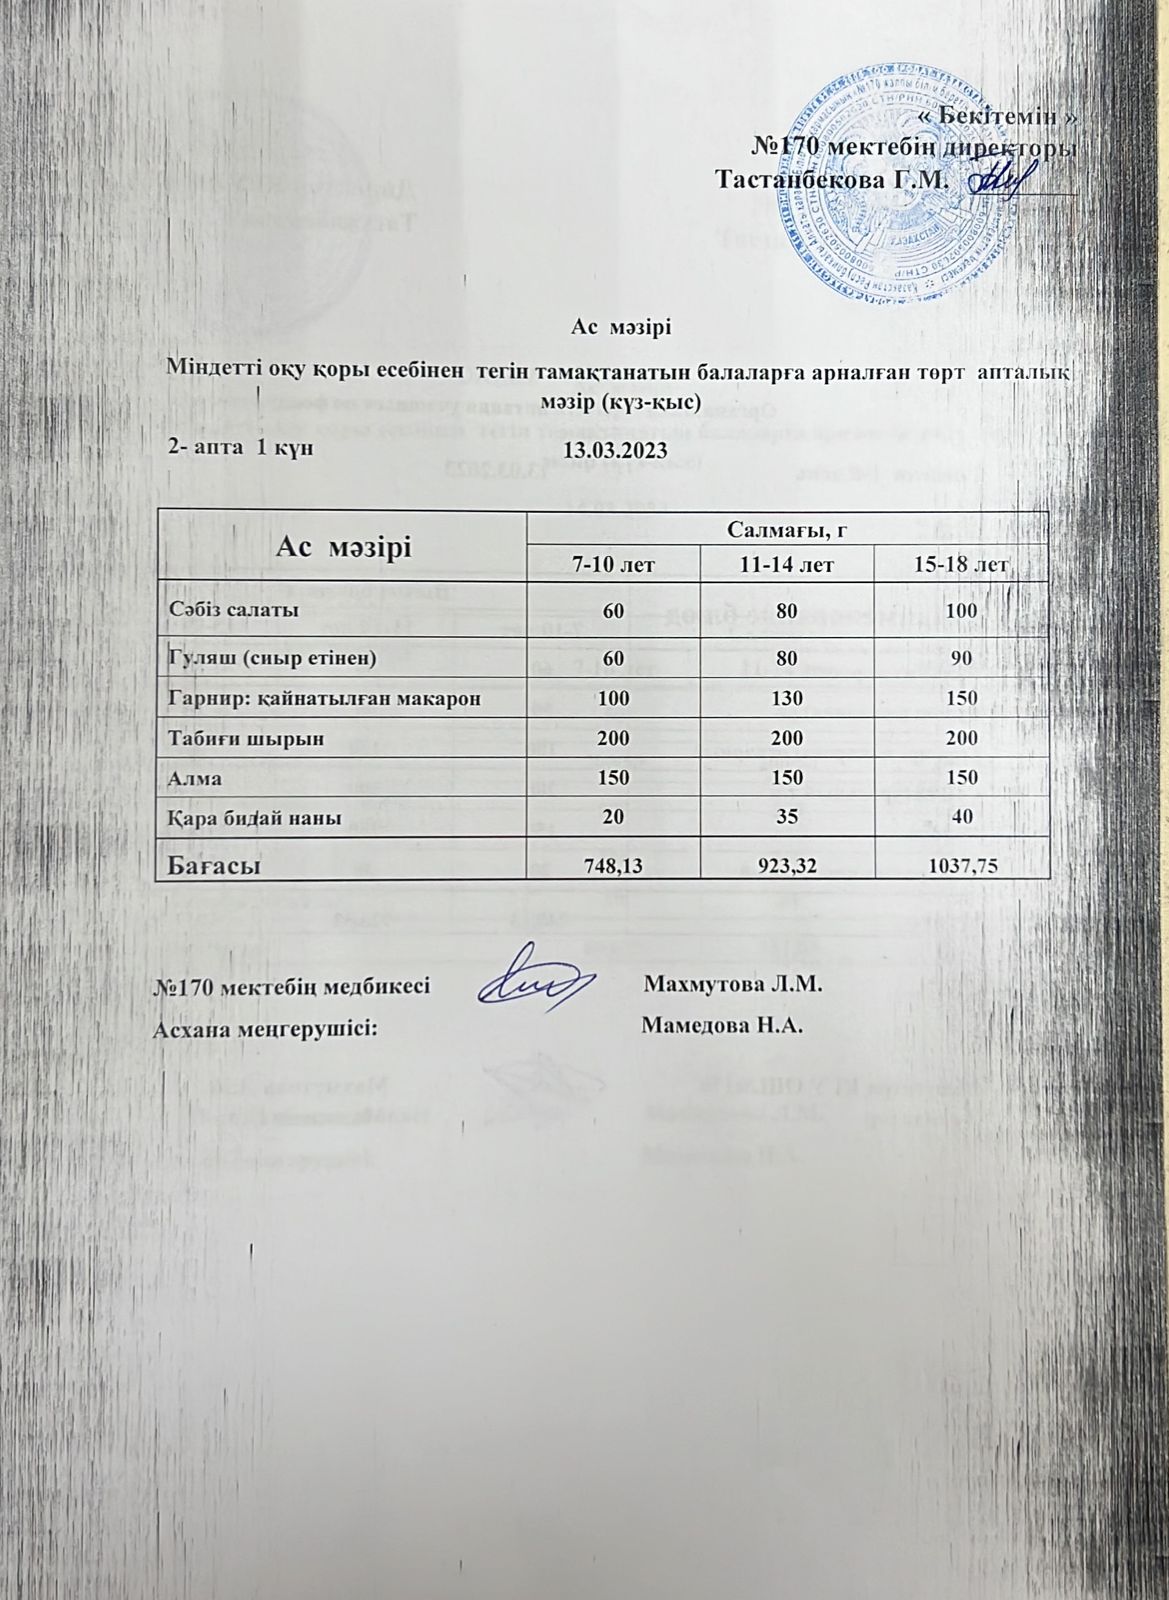 « Бекітемін »
№170 мектебің директоры
Тастанбекова Г.М.
ҚАЗАҚСТАН
Ас мәзірі
Міндетті оқу қоры есебінен тегін тамақтанатын балаларға арналған төрт апталық
мәзір (күз-қыс)
2- апта 1 күн 13.03.2023
Ас мәзірі Салмағы, г
7-10 лет 11-14 лет 15-18 лет
Сәбіз салаты 60 80 100
Гуляш (сиыр етінен) 60 80 90
Гарнир: қайнатылған макарон 100 130 150
Табиғи шырын 200 200 200
Алма 150 150 150
Қара бидай наны 20 35 40
Бағасы 748,13 923,32 1037,75
№170 мектебің медбикесі Махмутова Л.М.
Асхана меңгерушісі: Мамедова Н.А.